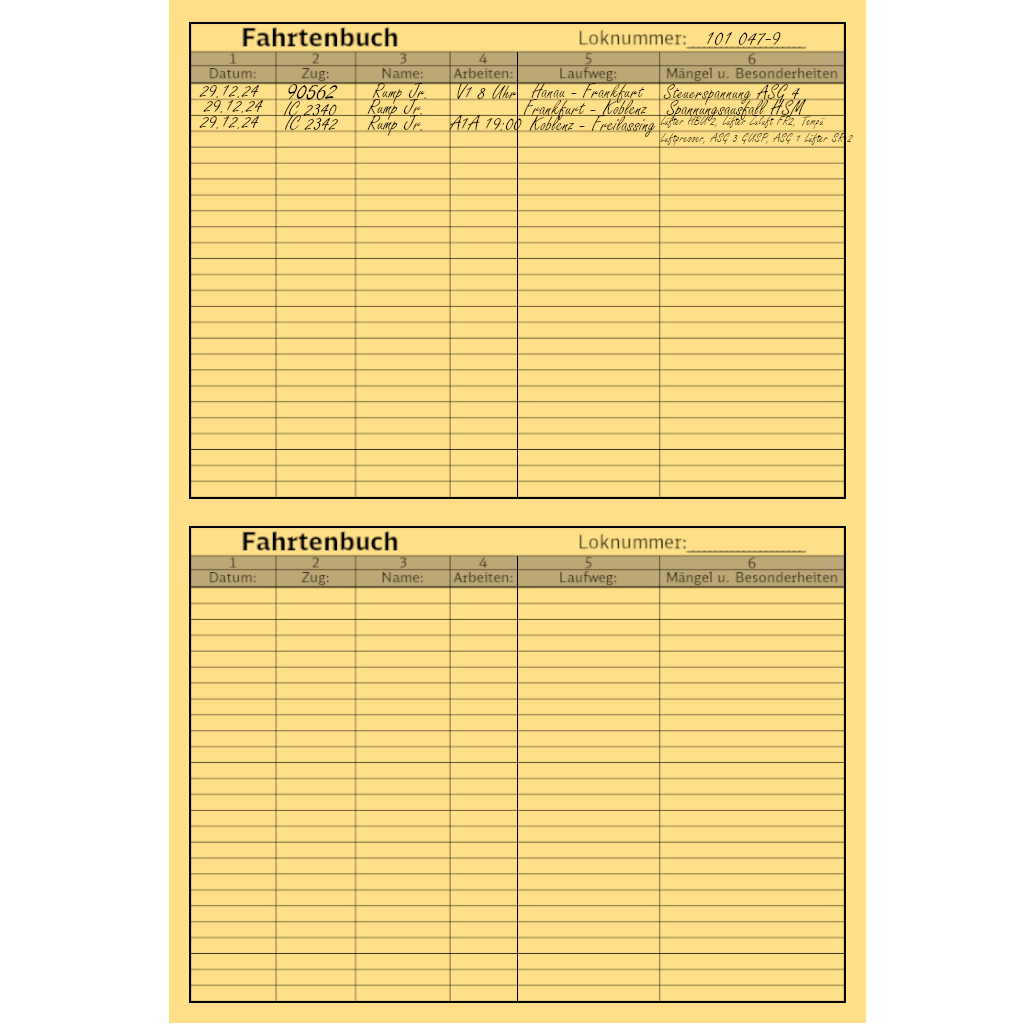 Fahrtenbuch Loknummer: 101 047-9
1 2 3 4 5 6
Datum: Zug: Name: Arbeiten: Laufweg: Mängel u. Besonderheiten
29.12.24 90562 Rump Jr. V1 8 Uhr Hanau - Frankfurt Steuerspannung ASG 4
29.12.24 IC 2340 Rump Jr. Frankfurt - Koblenz Spannungsausfall HSM
29.12.24 IC 2342 Rump Jr. A1A 19:00 Koblenz - Freilassing Lüfter HBU 2, Lüfter FR2,
Luftpresser, ASG 3 GUSP, ASG 1 Lüfter SR 2
Fahrtenbuch Loknummer:
1 2 3 4 5 6
Datum: Zug: Name: Arbeiten: Laufweg: Mängel u. Besonderheiten